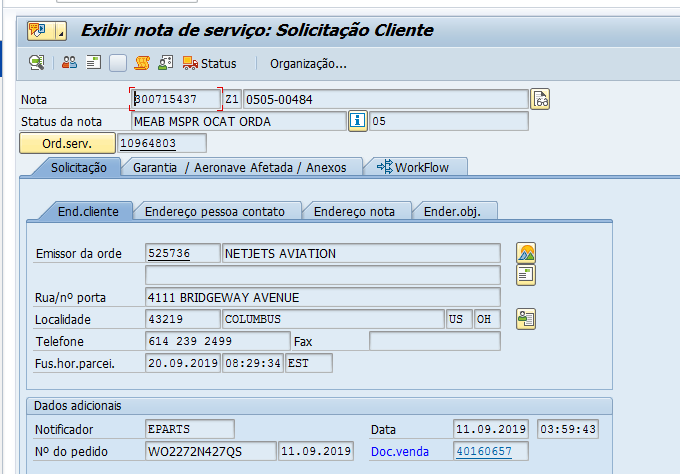 Exibir nota de serviço: Solicitação Cliente
Status Organização...
Nota 300715437 Z1 0505-00484
Status da nota MEAB MSPR OCAT ORDA 05
Ord.serv. 10964803
Solicitação Garantia / Aeronave Afetada / Anexos WorkFlow
End.cliente Endereço pessoa contato Endereço nota Ender.obj.
Emissor da orde 525736 NETJETS AVIATION
Rua/nº porta 4111 BRIDGEWAY AVENUE
Localidade 43219 COLUMBUS US OH
Telefone 614 239 2499 Fax
Fus.hor.parcei. 20.09.2019 08:29:34 EST
Dados adicionais
Notificador EPARTS Data 11.09.2019 03:59:43
Nº do pedido WO2272N427QS 11.09.2019 Doc.venda 40160657